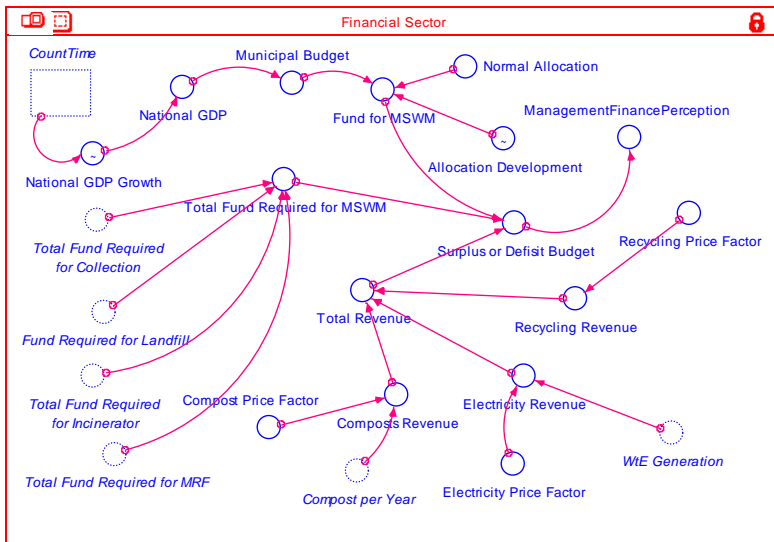 Financial Sector
CountTime
Municipal Budget
Normal Allocation
National GDP
Fund for MSWM
ManagementFinancePerception
~
~
National GDP Growth
Allocation Development
Total Fund Required for MSWM
Total Fund Required
for Collection
Surplus or Defisit Budget
Recycling Price Factor
Total Revenue
Recycling Revenue
Fund Required for Landfill
Total Fund Required
for Incinerator
Compost Price Factor
Composts Revenue
Electricity Revenue
Total Fund Required for MRF
Compost per Year
Electricity Price Factor
WtE Generation